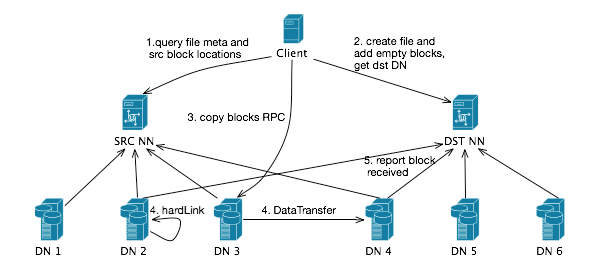 Client
1.query file meta and
src block locations
2. create file and
add empty blocks,
get dst DN
3. copy blocks RPC
SRC NN
DST NN
5. report block
received
4. hardLink
4. DataTransfer
DN 1
DN 2
DN 3
DN 4
DN 5
DN 6